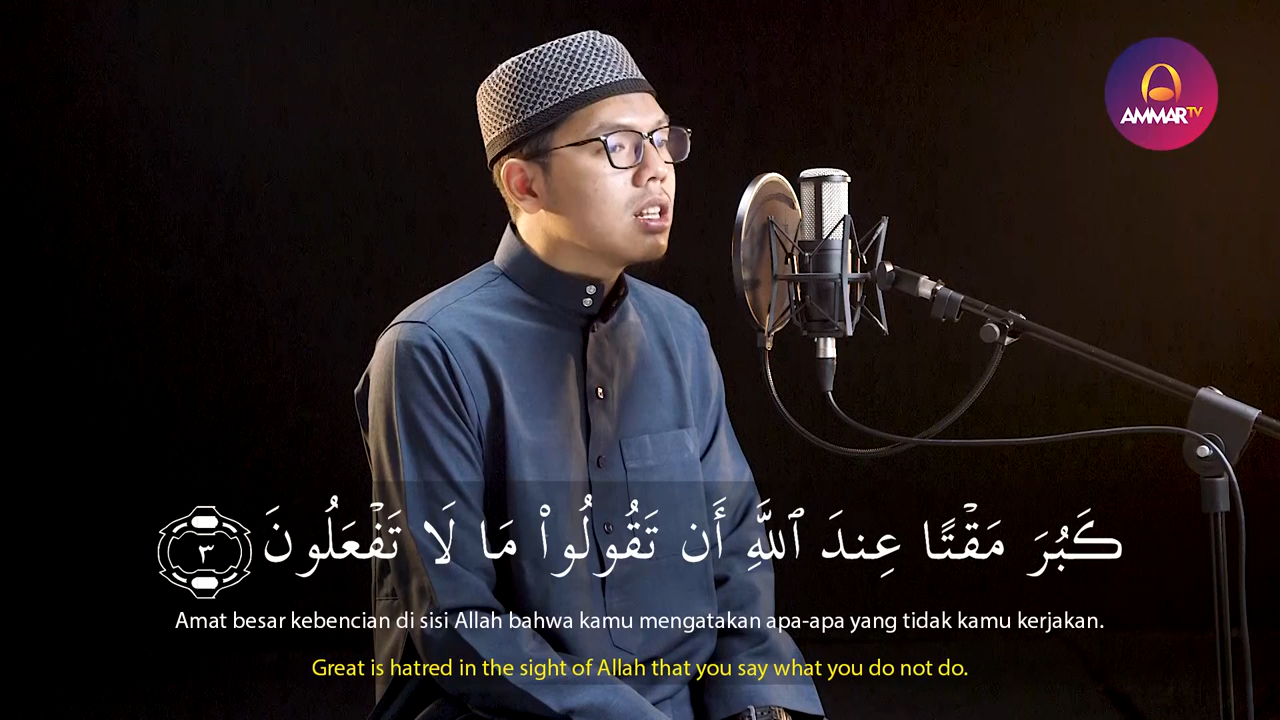 AMMARTV
كَبُرَ مَقْتًا عِندَ ٱللَّهِ أَن تَقُولُوا۟ مَا لَا تَفْعَلُونَ ٣
Amat besar kebencian di sisi Allah bahwa kamu mengatakan apa-apa yang tidak kamu kerjakan.
Great is hatred in the sight of Allah that you say what you do not do.